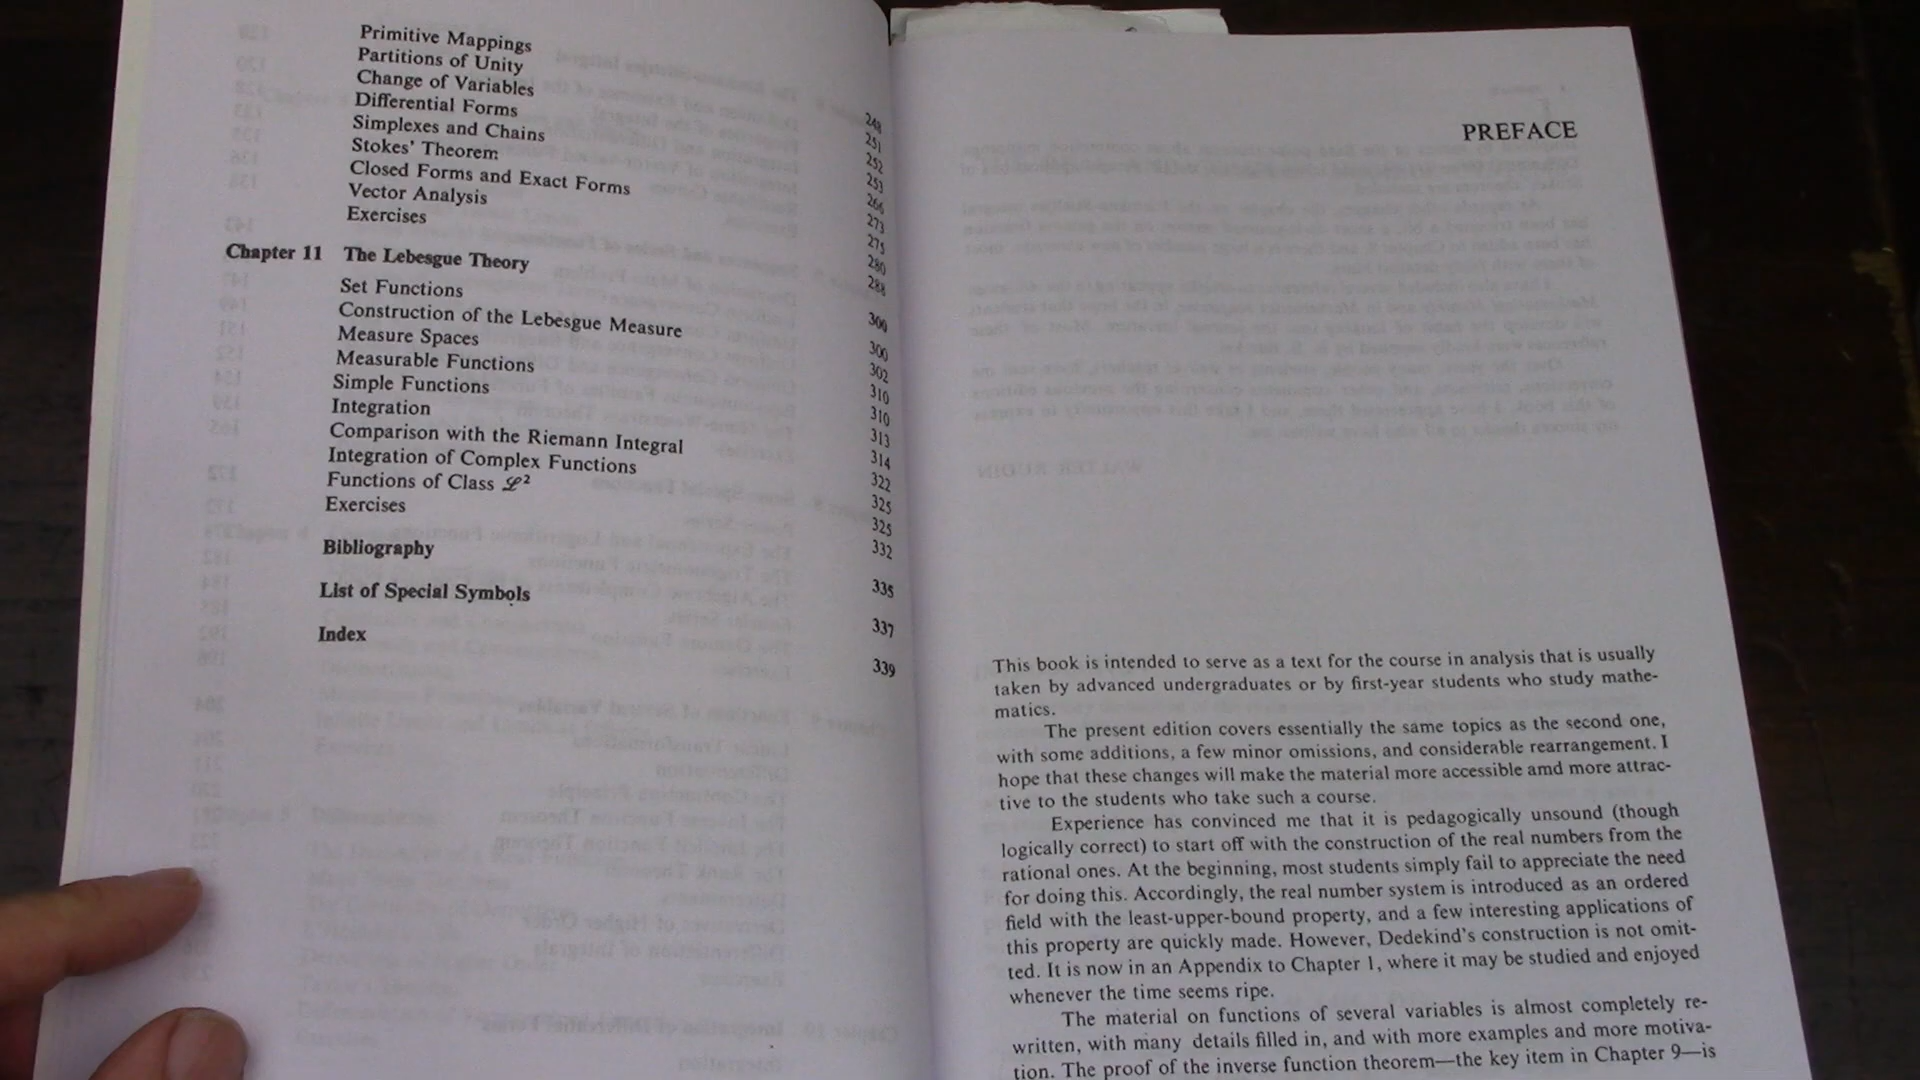 Primitive Mappings 248
Partitions of Unity 251
Change of Variables 252
Differential Forms 253
Simplexes and Chains 266
Stokes' Theorem 273
Closed Forms and Exact Forms 275
Vector Analysis 280
Exercises 288
Chapter 11 The Lebesgue Theory 300
Set Functions 300
Construction of the Lebesgue Measure 302
Measure Spaces 310
Measurable Functions 310
Simple Functions 313
Integration 314
Comparison with the Riemann Integral 322
Integration of Complex Functions 325
Functions of Class ℒ² 325
Exercises 332
Bibliography 335
List of Special Symbols 337
Index 339
PREFACE
This book is intended to serve as a text for the course in analysis that is usually
taken by advanced undergraduates or by first-year students who study mathe-
matics.
The present edition covers essentially the same topics as the second one,
with some additions, a few minor omissions, and considerable rearrangement. I
hope that these changes will make the material more accessible amd more attrac-
tive to the students who take such a course.
Experience has convinced me that it is pedagogically unsound (though
logically correct) to start off with the construction of the real numbers from the
rational ones. At the beginning, most students simply fail to appreciate the need
for doing this. Accordingly, the real number system is introduced as an ordered
field with the least-upper-bound property, and a few interesting applications of
this property are quickly made. However, Dedekind's construction is not omit-
ted. It is now in an Appendix to Chapter 1, where it may be studied and enjoyed
whenever the time seems ripe.
The material on functions of several variables is almost completely re-
written, with many details filled in, and with more examples and more motiva-
tion. The proof of the inverse function theorem—the key item in Chapter 9—is